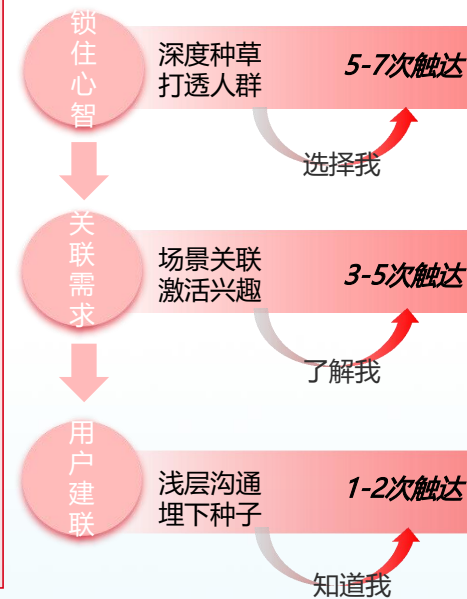 锁住心智
深度种草
打透人群
5-7次触达
选择我
关联需求
场景关联
激活兴趣
3-5次触达
了解我
用户建联
浅层沟通
埋下种子
1-2次触达
知道我